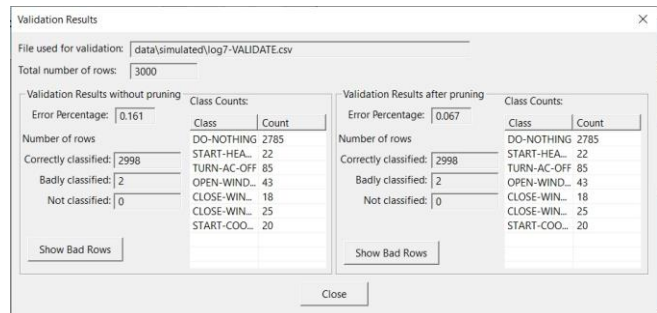 Validation Results
File used for validation: data\simulated\log7-VALIDATE.csv
Total number of rows: 3000
Validation Results without pruning
Error Percentage: 0.161
Number of rows
Correctly classified: 2998
Badly classified: 2
Not classified: 0
Show Bad Rows
Class Counts:
Class Count
DO-NOTHING 2785
START-HEA... 22
TURN-AC-OFF 85
OPEN-WIND... 43
CLOSE-WIN... 18
CLOSE-WIN... 25
START-COO... 20
Validation Results after pruning
Error Percentage: 0.067
Number of rows
Correctly classified: 2998
Badly classified: 2
Not classified: 0
Show Bad Rows
Class Counts:
Class Count
DO-NOTHING 2785
START-HEA... 22
TURN-AC-OFF 85
OPEN-WIND... 43
CLOSE-WIN... 18
CLOSE-WIN... 25
START-COO... 20
Close